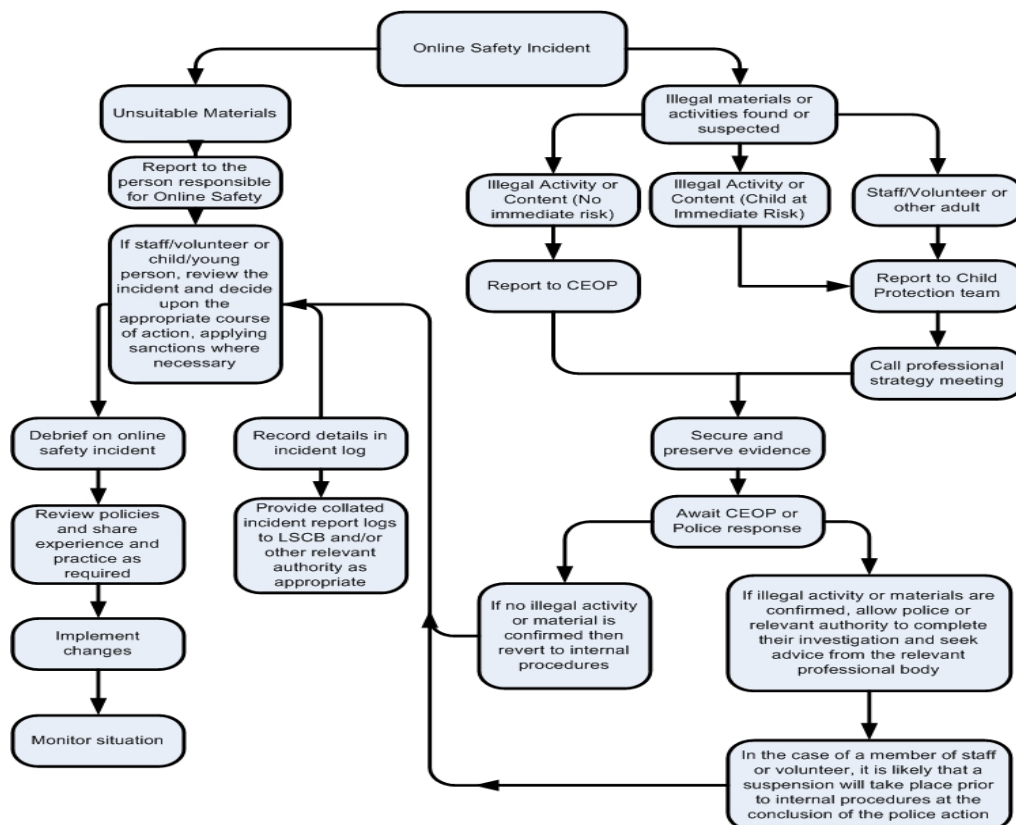 Online Safety Incident
Unsuitable Materials
Report to the
person responsible
for Online Safety
If staff/volunteer or
child/young
person, review the
incident and decide
upon the
appropriate course
of action, applying
sanctions where
necessary
Debrief on online
safety incident
Review policies
and share
experience and
practice as
required
Implement
changes
Monitor situation
Record details in
incident log
Provide collated
incident report logs
to LSCB and/or
other relevant
authority as
appropriate
Illegal materials or
activities found or
suspected
Illegal Activity or
Content (No
immediate risk)
Illegal Activity or
Content (Child at
Immediate Risk)
Staff/Volunteer or
other adult
Report to CEOP
Report to Child
Protection team
Call professional
strategy meeting
Secure and
preserve evidence
Await CEOP or
Police response
If no illegal activity
or material is
confirmed then
revert to internal
procedures
If illegal activity or materials are
confirmed, allow police or
relevant authority to complete
their investigation and seek
advice from the relevant
professional body
In the case of a member of staff
or volunteer, it is likely that a
suspension will take place prior
to internal procedures at the
conclusion of the police action